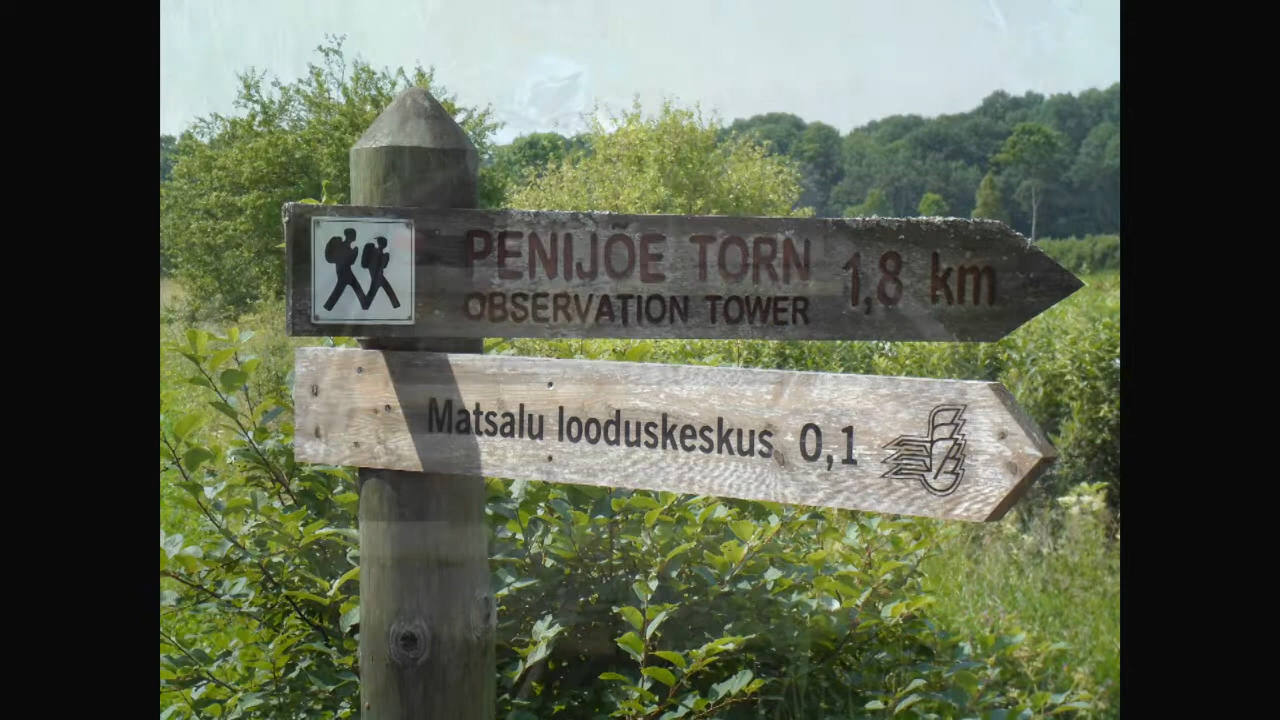 PENIJÕE TORN 1,8 km
OBSERVATION TOWER
Matsalu looduskeskus 0,1